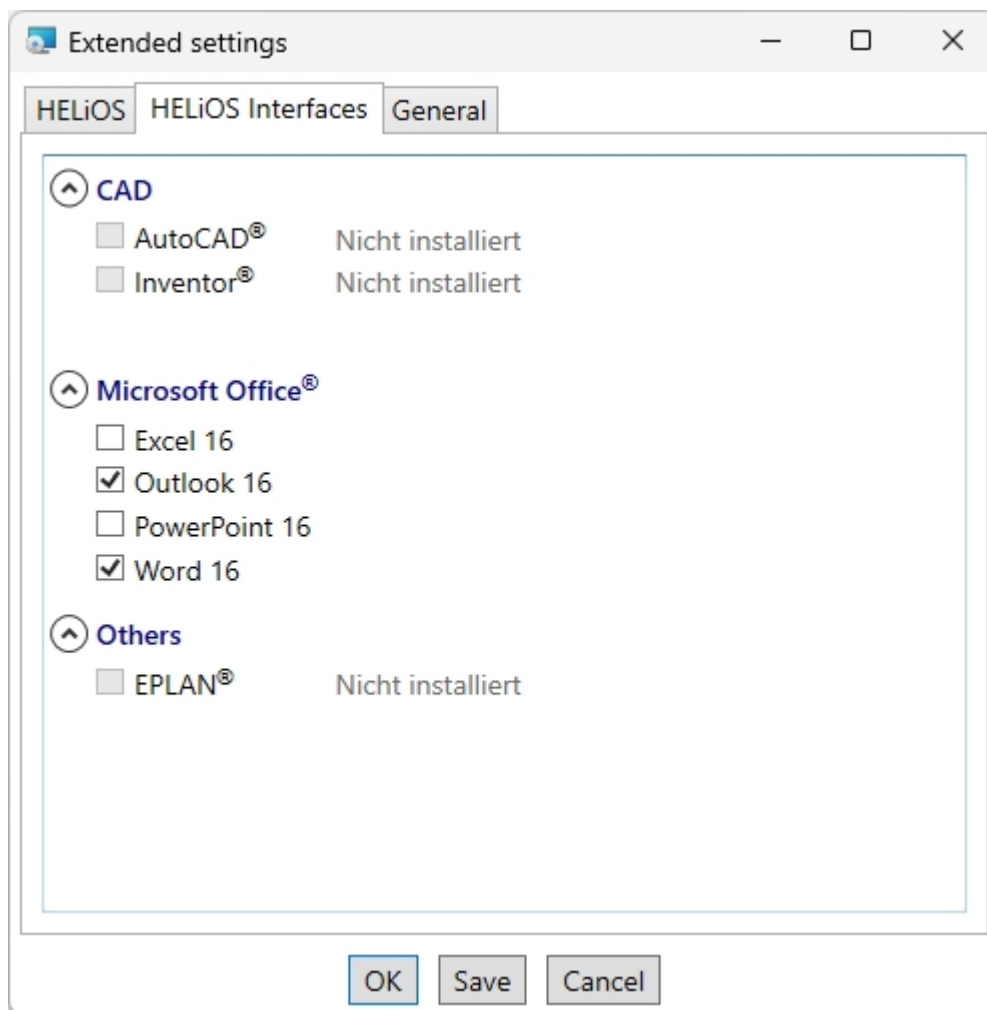 Extended settings
HELiOS HELiOS Interfaces General
CAD
AutoCAD® Nicht installiert
Inventor® Nicht installiert
Microsoft Office®
Excel 16
Outlook 16
PowerPoint 16
Word 16
Others
EPLAN® Nicht installiert
OK Save Cancel